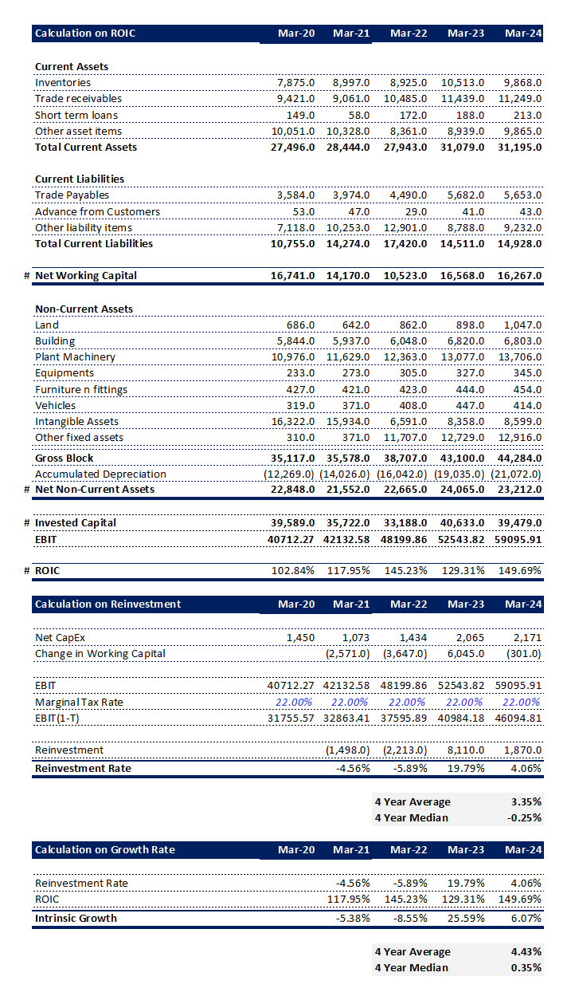 Calculation on ROIC Mar-20 Mar-21 Mar-22 Mar-23 Mar-24
Current Assets
Inventories 7,875.0 8,997.0 8,925.0 10,513.0 9,868.0
Trade receivables 9,421.0 9,061.0 10,485.0 11,439.0 11,249.0
Short term loans 149.0 58.0 172.0 188.0 213.0
Other asset items 10,051.0 10,328.0 8,361.0 8,939.0 9,865.0
Total Current Assets 27,496.0 28,444.0 27,943.0 31,079.0 31,195.0
Current Liabilities
Trade Payables 3,584.0 3,974.0 4,490.0 5,682.0 5,653.0
Advance from Customers 53.0 47.0 29.0 41.0 43.0
Other liability items 7,118.0 10,253.0 12,901.0 8,788.0 9,232.0
Total Current Liabilities 10,755.0 14,274.0 17,420.0 14,511.0 14,928.0
# Net Working Capital 16,741.0 14,170.0 10,523.0 16,568.0 16,267.0
Non-Current Assets
Land 686.0 642.0 862.0 898.0 1,047.0
Building 5,844.0 5,937.0 6,048.0 6,820.0 6,803.0
Plant Machinery 10,976.0 11,629.0 12,363.0 13,077.0 13,706.0
Equipments 233.0 273.0 305.0 327.0 345.0
Furniture n fittings 427.0 421.0 423.0 444.0 454.0
Vehicles 319.0 371.0 408.0 447.0 414.0
Intangible Assets 16,322.0 15,934.0 6,591.0 8,358.0 8,599.0
Other fixed assets 310.0 371.0 11,707.0 12,729.0 12,916.0
Gross Block 35,117.0 35,578.0 38,707.0 43,100.0 44,284.0
Accumulated Depreciation (12,269.0) (14,026.0) (16,042.0) (19,035.0) (21,072.0)
# Net Non-Current Assets 22,848.0 21,552.0 22,665.0 24,065.0 23,212.0
# Invested Capital 39,589.0 35,722.0 33,188.0 40,633.0 39,479.0
EBIT 40712.27 42132.58 48199.86 52543.82 59095.91
# ROIC 102.84% 117.95% 145.23% 129.31% 149.69%
Calculation on Reinvestment Mar-20 Mar-21 Mar-22 Mar-23 Mar-24
Net CapEx 1,450 1,073 1,434 2,065 2,171
Change in Working Capital (2,571.0) (3,647.0) 6,045.0 (301.0)
EBIT 40712.27 42132.58 48199.86 52543.82 59095.91
Marginal Tax Rate 22.00% 22.00% 22.00% 22.00% 22.00%
EBIT(1-T) 31755.57 32863.41 37595.89 40984.18 46094.81
Reinvestment (1,498.0) (2,213.0) 8,110.0 1,870.0
Reinvestment Rate -4.56% -5.89% 19.79% 4.06%
4 Year Average 3.35%
4 Year Median -0.25%
Calculation on Growth Rate Mar-20 Mar-21 Mar-22 Mar-23 Mar-24
Reinvestment Rate -4.56% -5.89% 19.79% 4.06%
ROIC 117.95% 145.23% 129.31% 149.69%
Intrinsic Growth -5.38% -8.55% 25.59% 6.07%
4 Year Average 4.43%
4 Year Median 0.35%